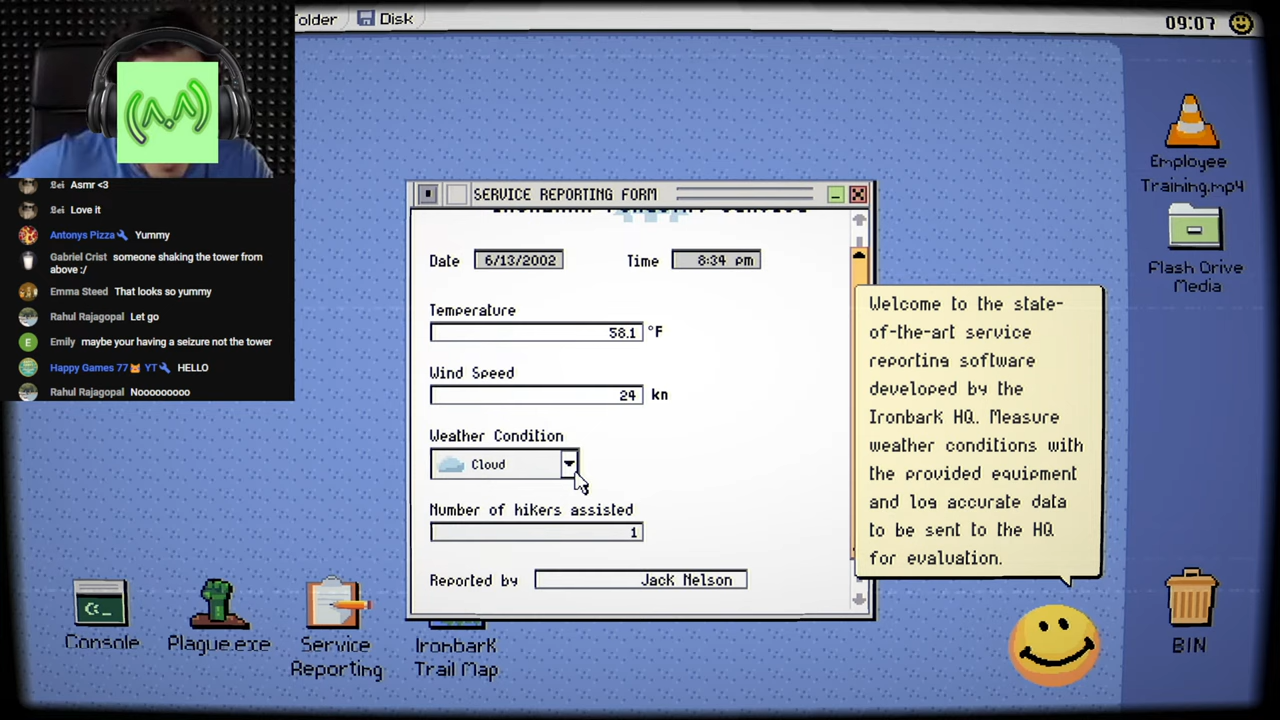 older
Disk
09:07
(^.^)
Bei Asmr <3
Bei Love it
Antonys Pizza Yummy
Gabriel Crist someone shaking the tower from
above :/
Emma Steed That looks so yummy
Rahul Rajagopal Let go
E Emily maybe your having a seizure not the tower
Happy Games 77 YT HELLO
Rahul Rajagopal Nooooooooo
SERVICE REPORTING FORM
Date 6/13/2002 Time 8:34 pm
Temperature
58.1 °F
Wind Speed
24 kn
Weather Condition
Cloud
Number of hikers assisted
1
Reported by Jack Nelson
Welcome to the state-
of-the-art service
reporting software
developed by the
Ironbark HQ. Measure
weather conditions with
the provided equipment
and log accurate data
to be sent to the HQ
for evaluation.
Employee
Training.mp4
Flash Drive
Media
Console
Plague.exe
Service
Reporting
Ironbark
Trail Map
BIN